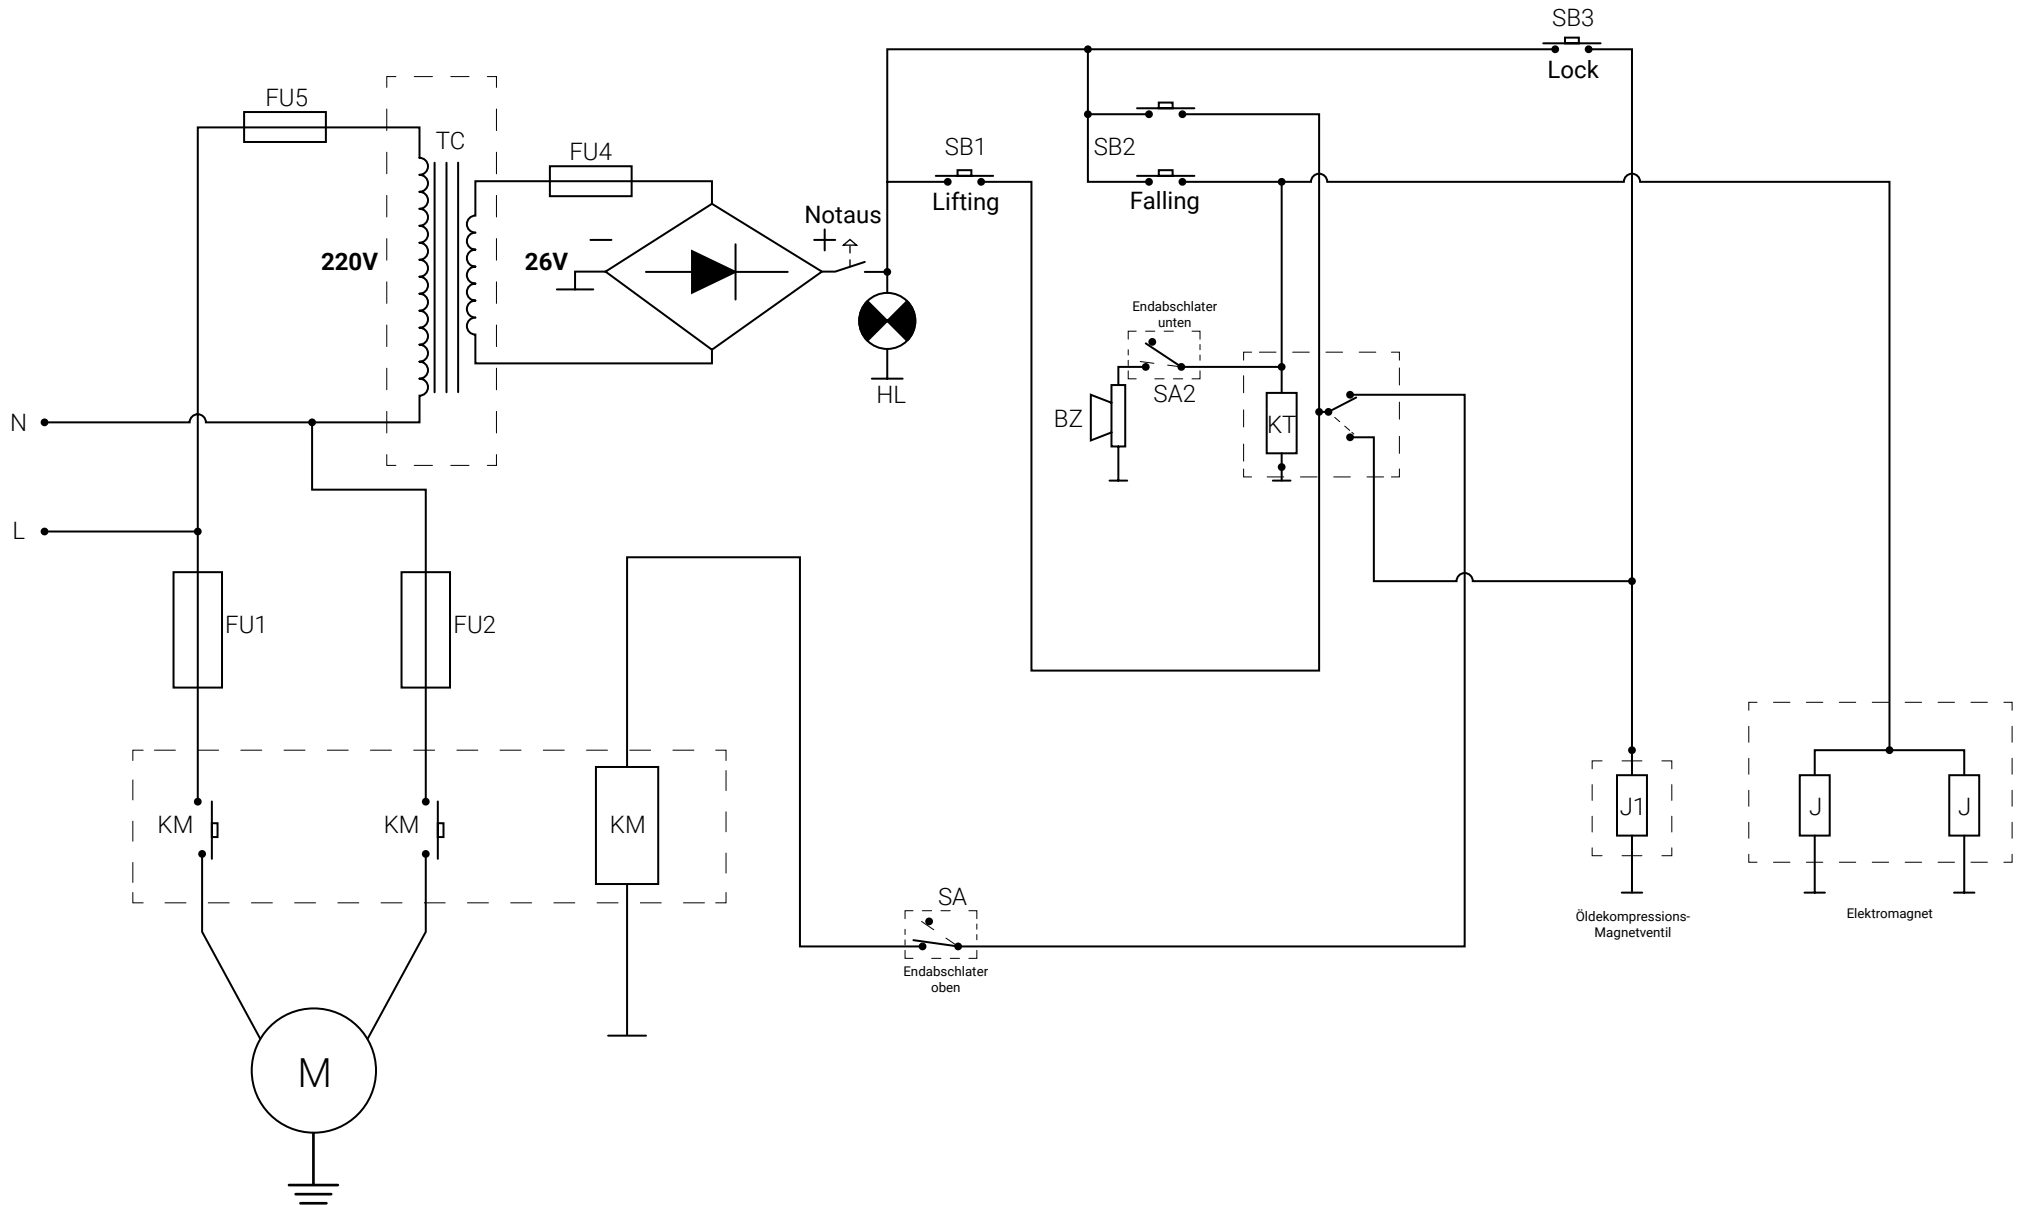 SB3
Lock
FU5
TC
FU4
SB1
SB2
Lifting
Falling
Notaus
220V
26V
Endabschlater
unten
SA2
HL
BZ
KT
N
L
FU1
FU2
KM
KM
KM
J1
J
J
SA
Endabschlater
oben
Öldekompressions-
Magnetventil
Elektromagnet
M